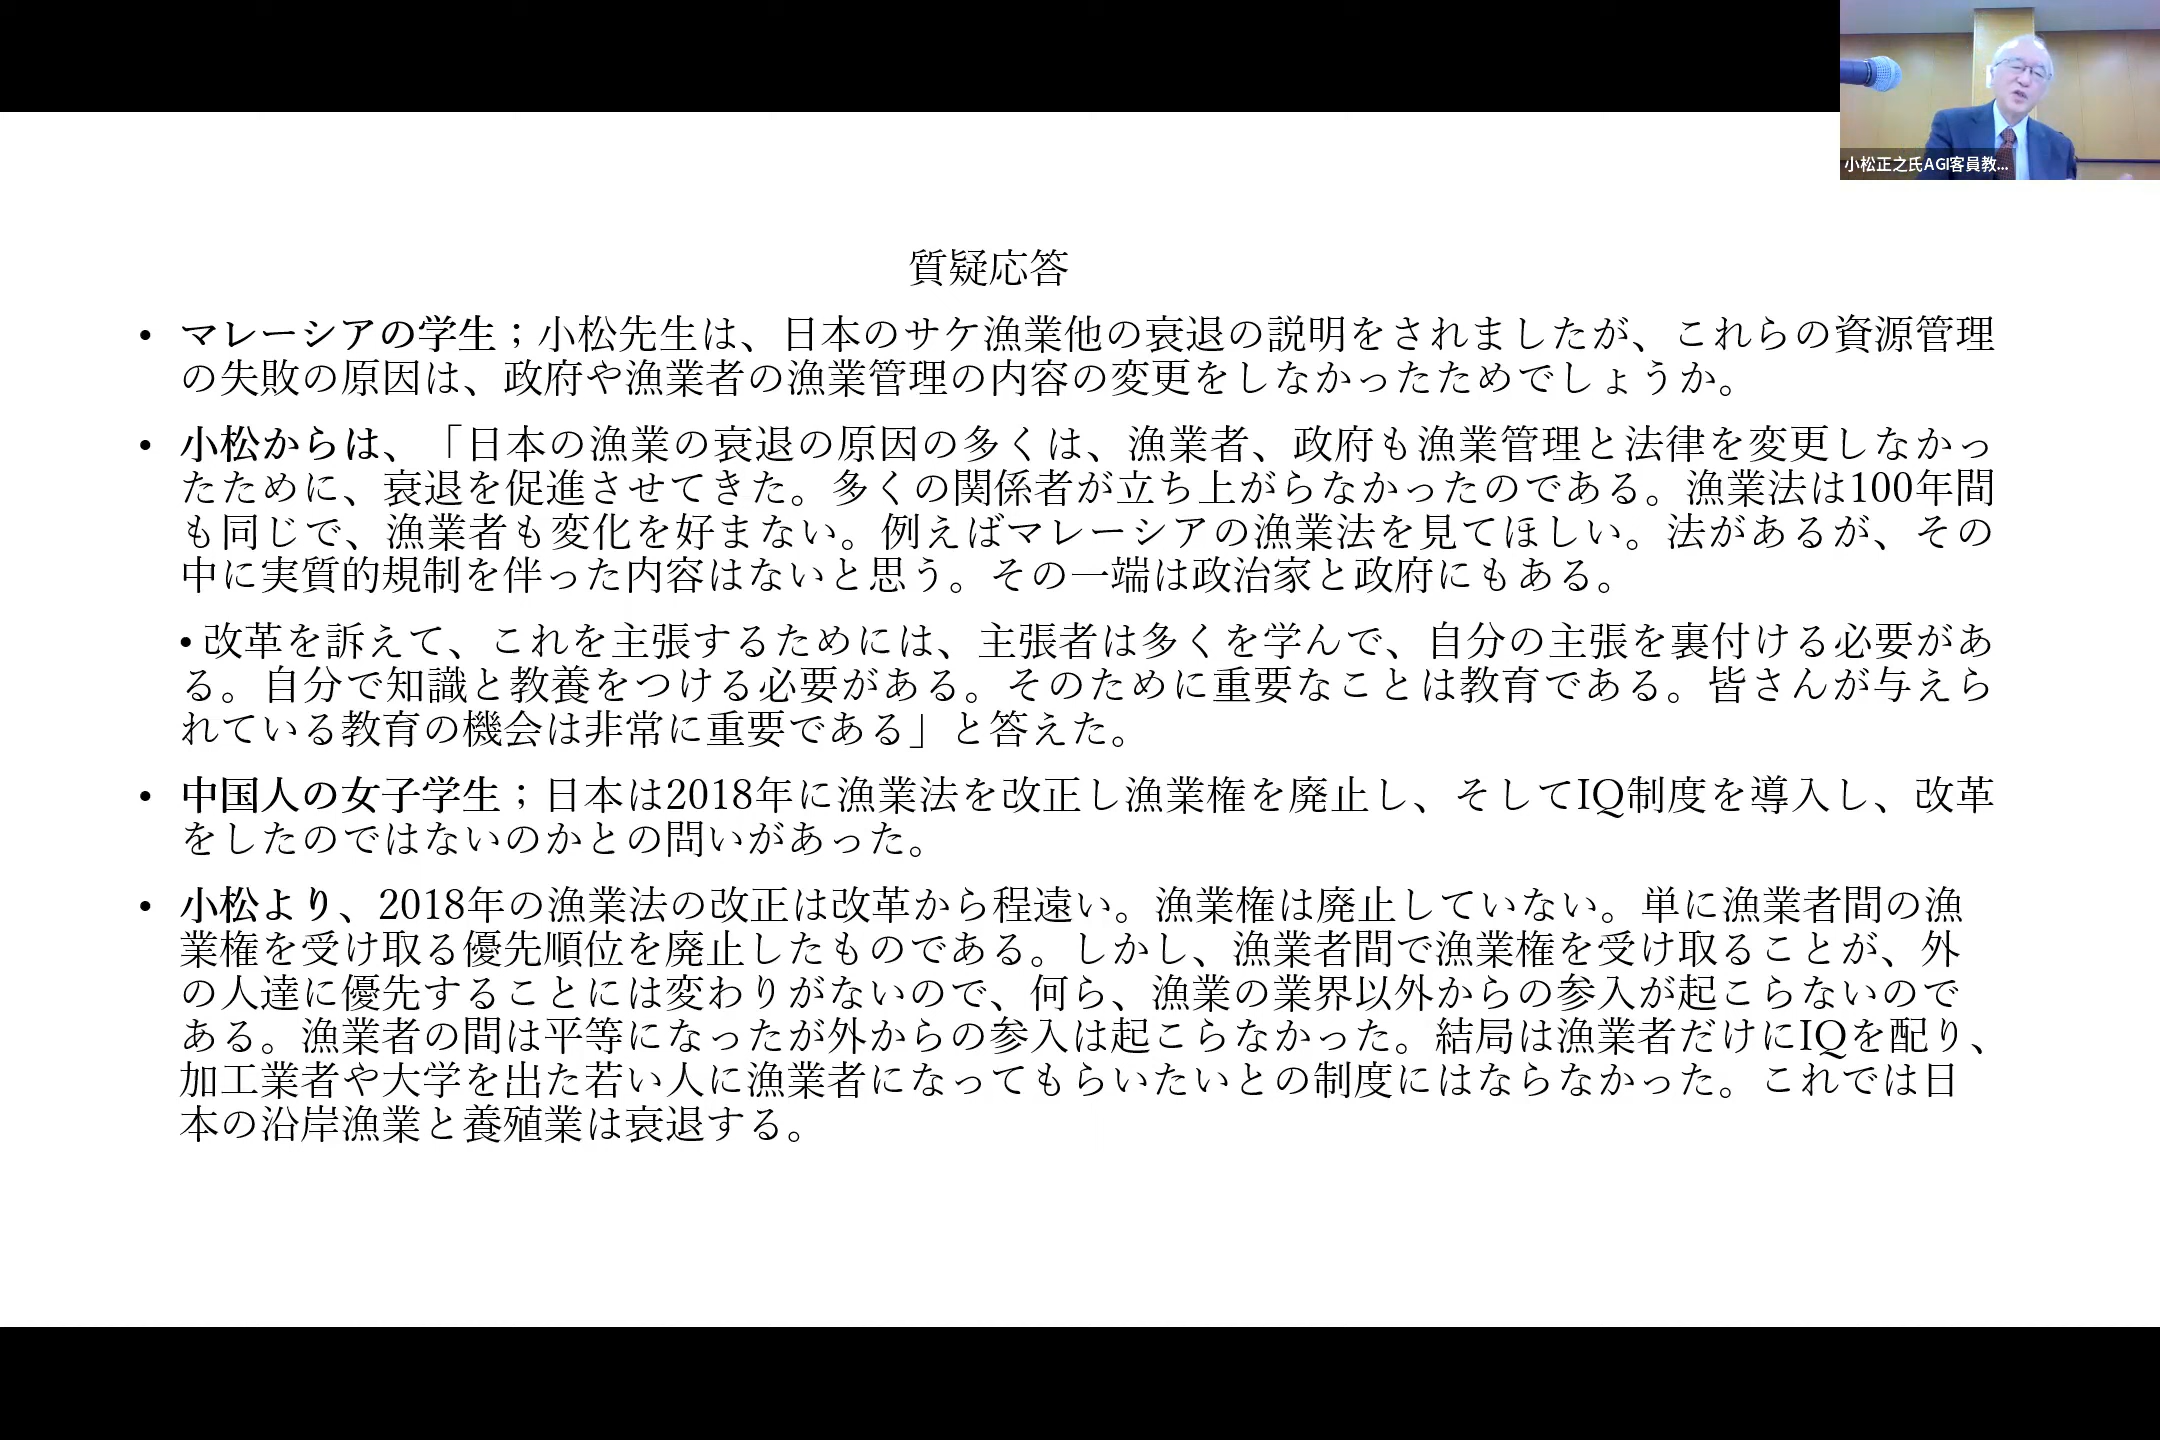 小松正之氏AGI客員教...
質疑応答
• マレーシアの学生；小松先生は、日本のサケ漁業他の衰退の説明をされましたが、これらの資源管理
の失敗の原因は、政府や漁業者の漁業管理の内容の変更をしなかったためでしょうか。
• 小松からは、「日本の漁業の衰退の原因の多くは、漁業者、政府も漁業管理と法律を変更しなかっ
たために、衰退を促進させてきた。多くの関係者が立ち上がらなかったのである。漁業法は100年間
も同じで、漁業者も変化を好まない。例えばマレーシアの漁業法を見てほしい。法があるが、その
中に実質的規制を伴った内容はないと思う。その一端は政治家と政府にもある。
• 改革を訴えて、これを主張するためには、主張者は多くを学んで、自分の主張を裏付ける必要があ
る。自分で知識と教養をつける必要がある。そのために重要なことは教育である。皆さんが与えら
れている教育の機会は非常に重要である」と答えた。
• 中国人の女子学生；日本は2018年に漁業法を改正し漁業権を廃止し、そしてIQ制度を導入し、改革
をしたのではないのかとの問いがあった。
• 小松より、2018年の漁業法の改正は改革から程遠い。漁業権は廃止していない。単に漁業者間の漁
業権を受け取る優先順位を廃止したものである。しかし、漁業者間で漁業権を受け取ることが、外
の人達に優先することには変わりがないので、何ら、漁業の業界以外からの参入が起こらないので
ある。漁業者の間は平等になったが外からの参入は起こらなかった。結局は漁業者だけにIQを配り、
加工業者や大学を出た若い人に漁業者になってもらいたいとの制度にはならなかった。これでは日
本の沿岸漁業と養殖業は衰退する。